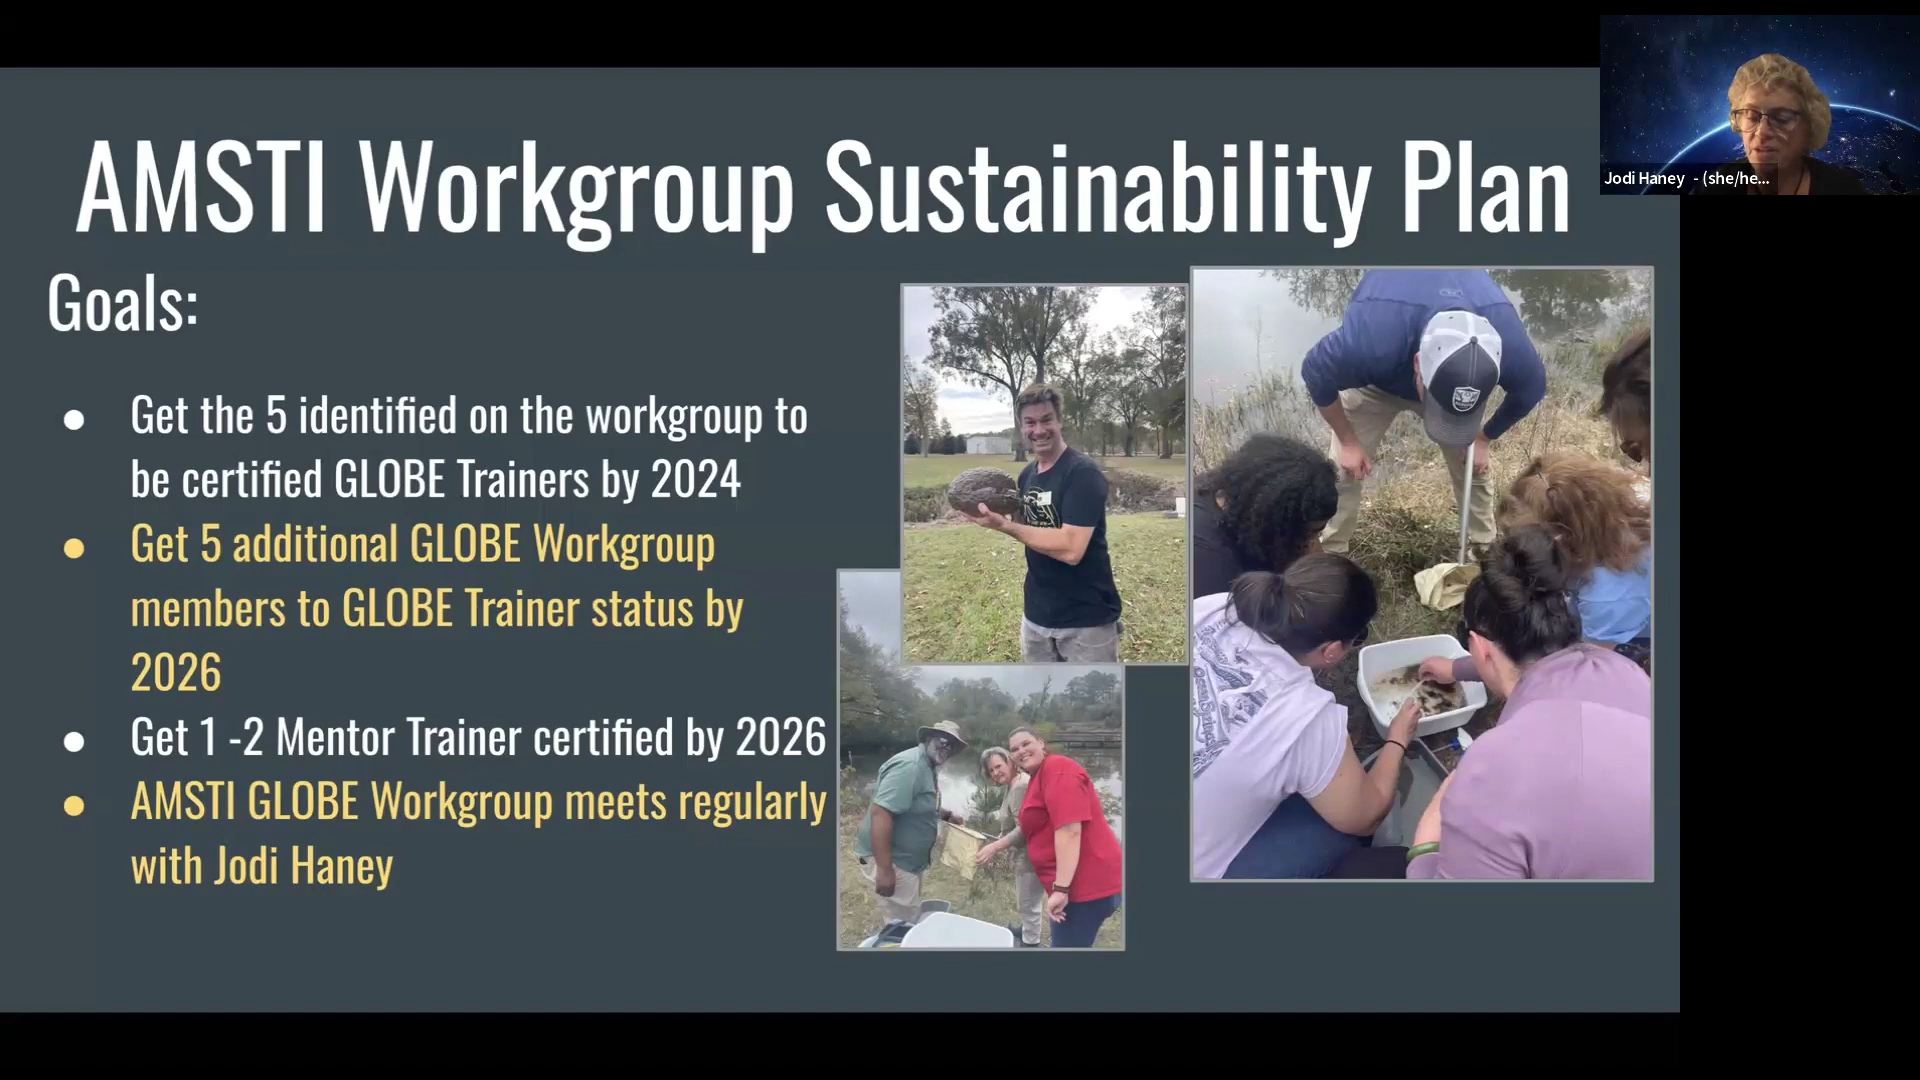 AMSTI Workgroup Sustainability Plan
Jodi Haney - (she/he...
Goals:
● Get the 5 identified on the workgroup to
be certified GLOBE Trainers by 2024
● Get 5 additional GLOBE Workgroup
members to GLOBE Trainer status by
2026
● Get 1 -2 Mentor Trainer certified by 2026
● AMSTI GLOBE Workgroup meets regularly
with Jodi Haney